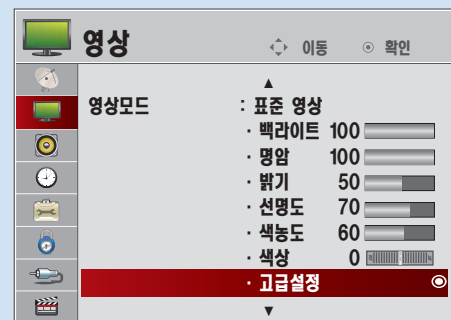 영상 이동 확인
영상모드 : 표준 영상
· 백라이트 100
· 명암 100
· 밝기 50
· 선명도 70
· 색농도 60
· 색상 0
· 고급설정